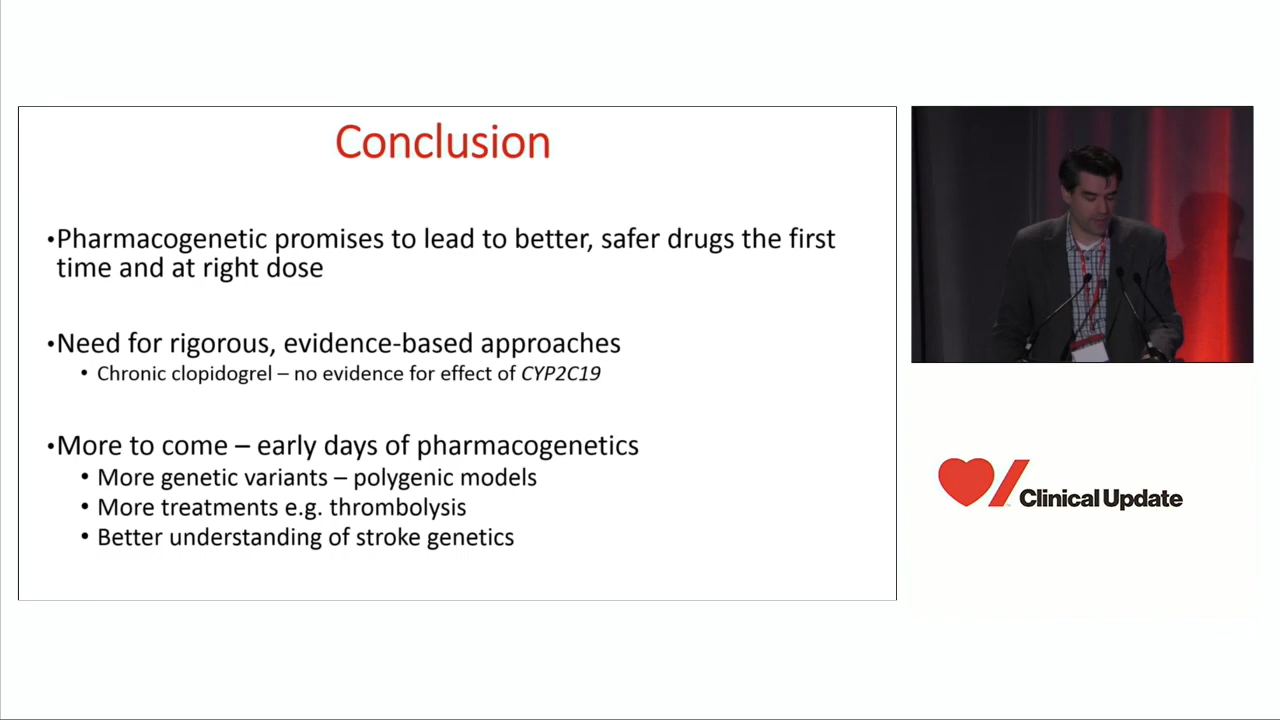 Conclusion
•Pharmacogenetic promises to lead to better, safer drugs the first
time and at right dose
•Need for rigorous, evidence-based approaches
• Chronic clopidogrel – no evidence for effect of CYP2C19
•More to come – early days of pharmacogenetics
• More genetic variants – polygenic models
• More treatments e.g. thrombolysis
• Better understanding of stroke genetics
Clinical Update